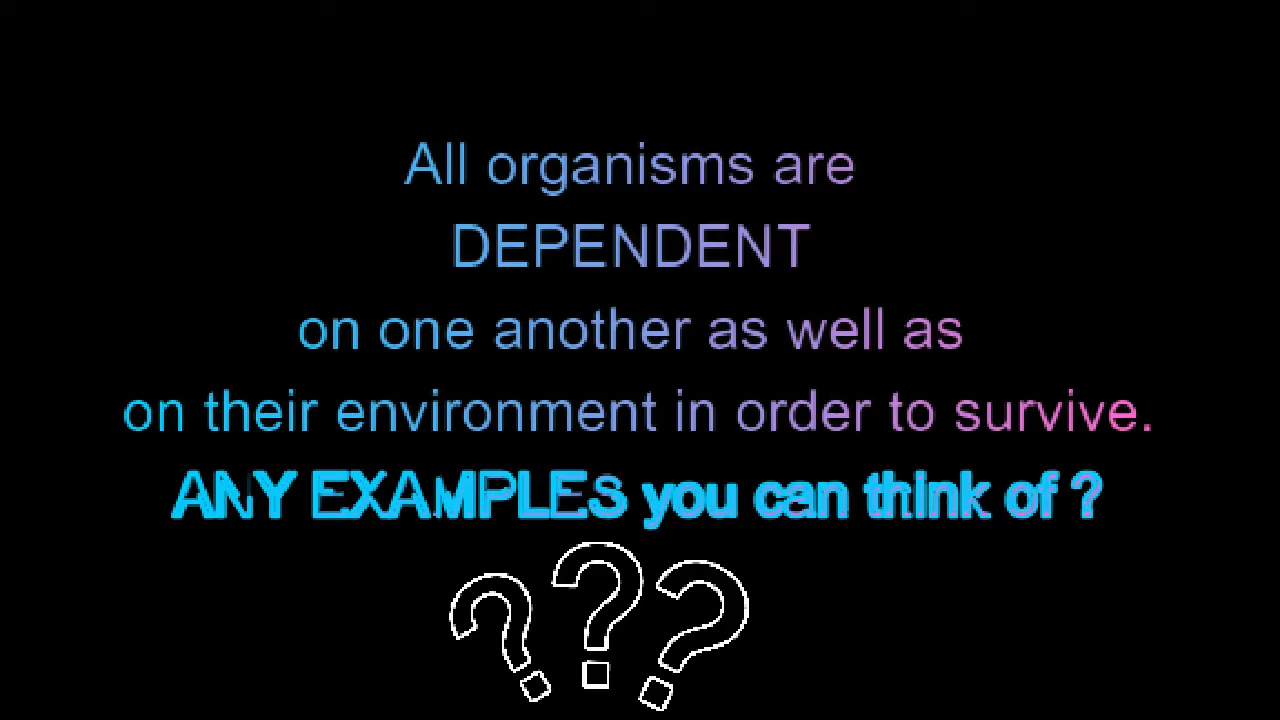 All organisms are
DEPENDENT
on one another as well as
on their environment in order to survive.
ANY EXAMPLES you can think of ?
???